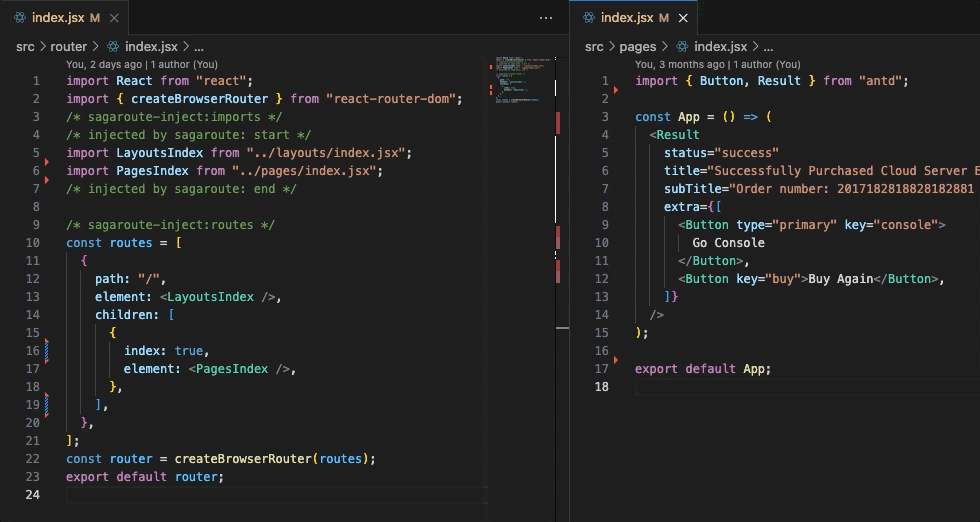 index.jsx M ×
src > router > index.jsx > ...
You, 2 days ago | 1 author (You)
1 import React from "react";
2 import { createBrowserRouter } from "react-router-dom";
3 /* sagaroute-inject:imports */
4 /* injected by sagaroute: start */
5 import LayoutsIndex from "../layouts/index.jsx";
6 import PagesIndex from "../pages/index.jsx";
7 /* injected by sagaroute: end */
8
9 /* sagaroute-inject:routes */
10 const routes = [
11 {
12 path: "/",
13 element: <LayoutsIndex />,
14 children: [
15 {
16 index: true,
17 element: <PagesIndex />,
18 },
19 ],
20 },
21 ];
22 const router = createBrowserRouter(routes);
23 export default router;
24
index.jsx M ×
src > pages > index.jsx > ...
You, 3 months ago | 1 author (You)
1 import { Button, Result } from "antd";
2
3 const App = () => (
4 <Result
5 status="success"
6 title="Successfully Purchased Cloud Server E
7 subTitle="Order number: 2017182818828182881
8 extra={[
9 <Button type="primary" key="console">
10 Go Console
11 </Button>,
12 <Button key="buy">Buy Again</Button>,
13 ]}
14 />
15 );
16
17 export default App;
18